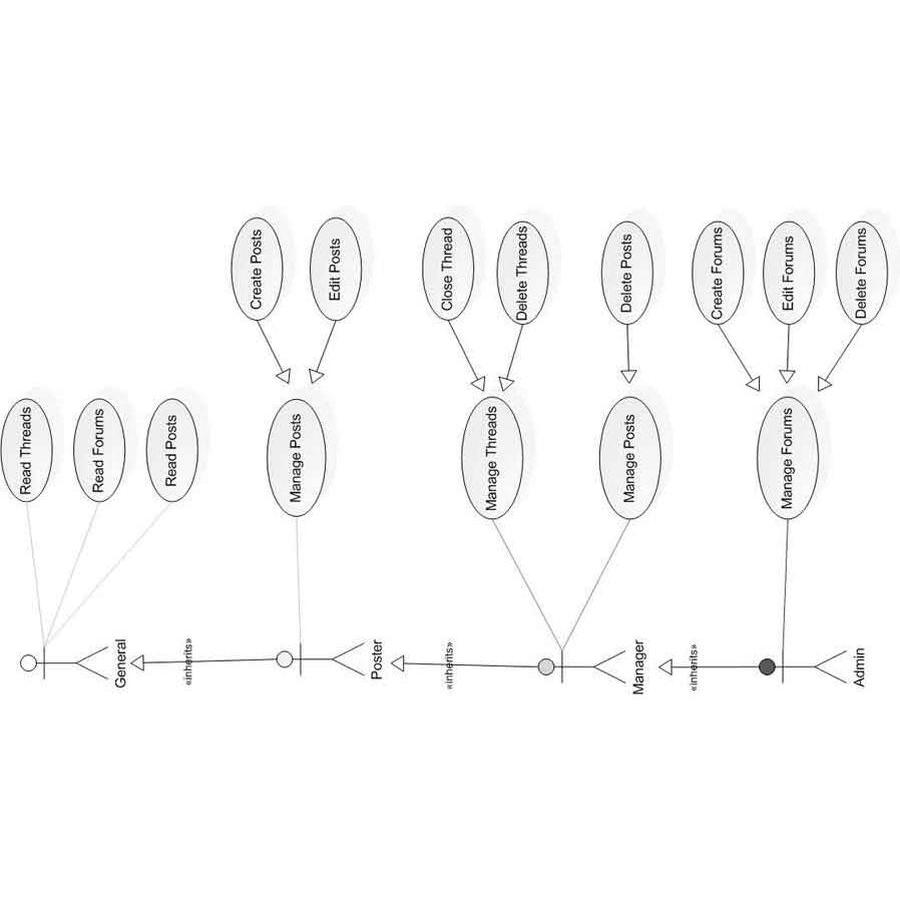 Read Threads
Read Forums
Read Posts
General
«inherits»
Create Posts
Edit Posts
Manage Posts
Poster
«inherits»
Close Thread
Delete Threads
Manage Threads
Delete Posts
Manage Posts
Manager
«inherits»
Create Forums
Edit Forums
Delete Forums
Manage Forums
Admin